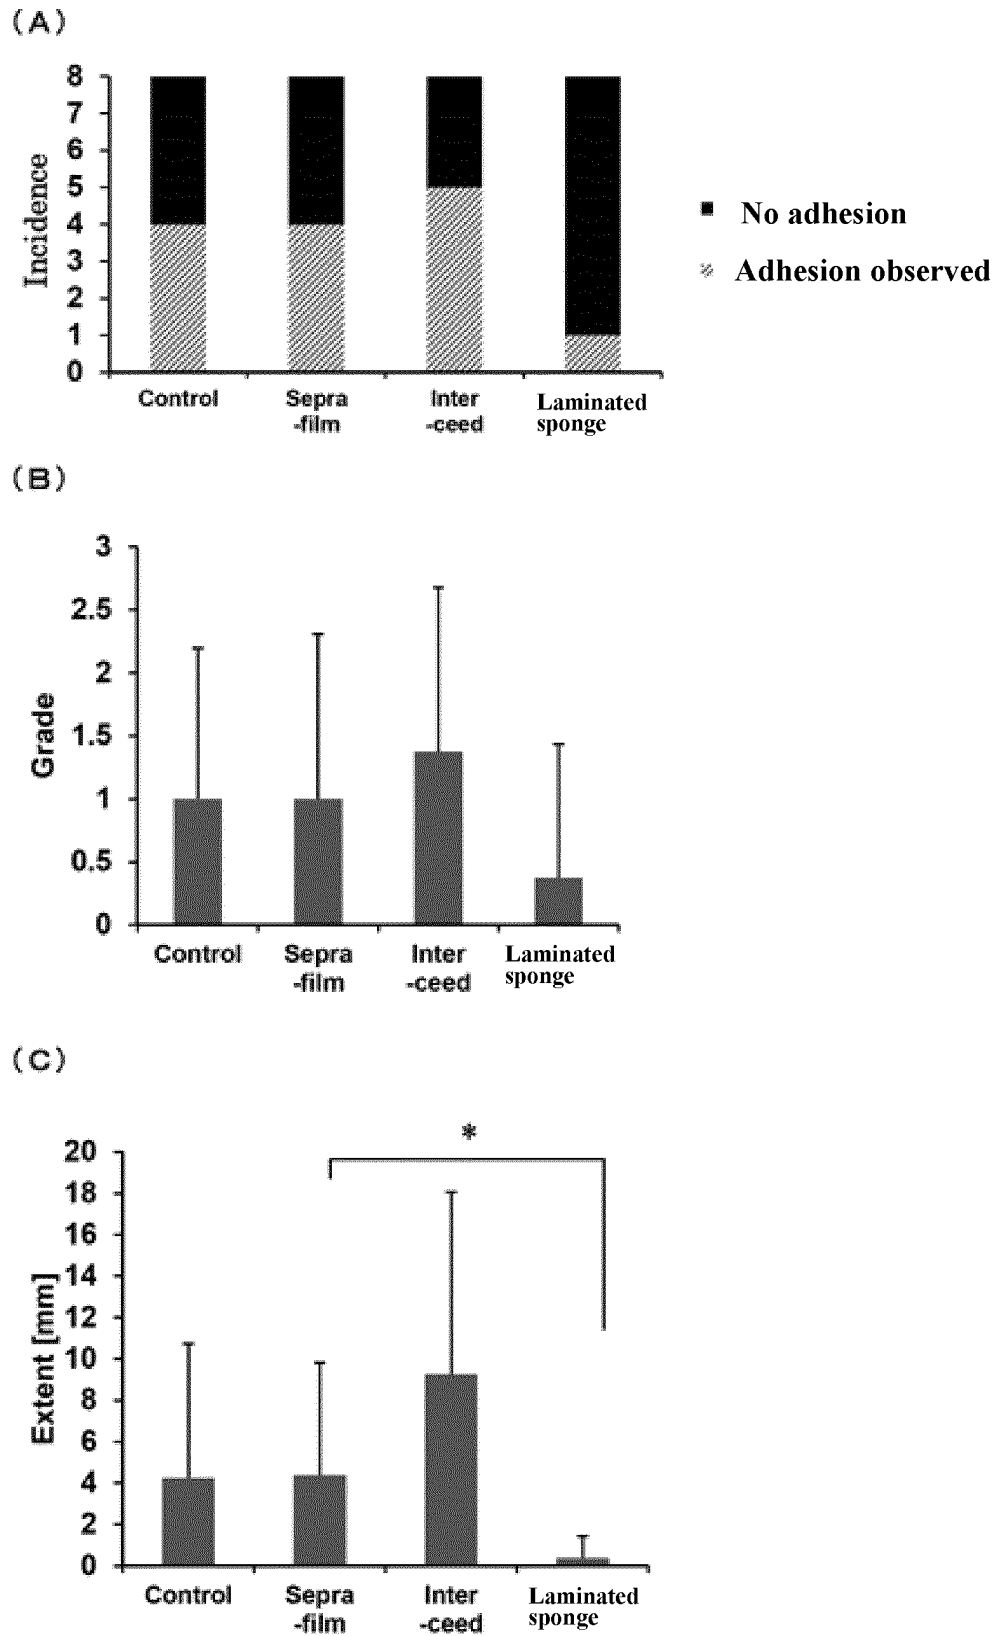 (A)
8
7
6
5
4
3
2
1
0
Incidence
Control
Sepra
-film
Inter
-ceed
Laminated
sponge
No adhesion
Adhesion observed
(B)
3
2.5
2
1.5
1
0.5
0
Grade
Control
Sepra
-film
Inter
-ceed
Laminated
sponge
(C)
*
20
18
16
14
12
10
8
6
4
2
0
Extent [mm]
Control
Sepra
-film
Inter
-ceed
Laminated
sponge